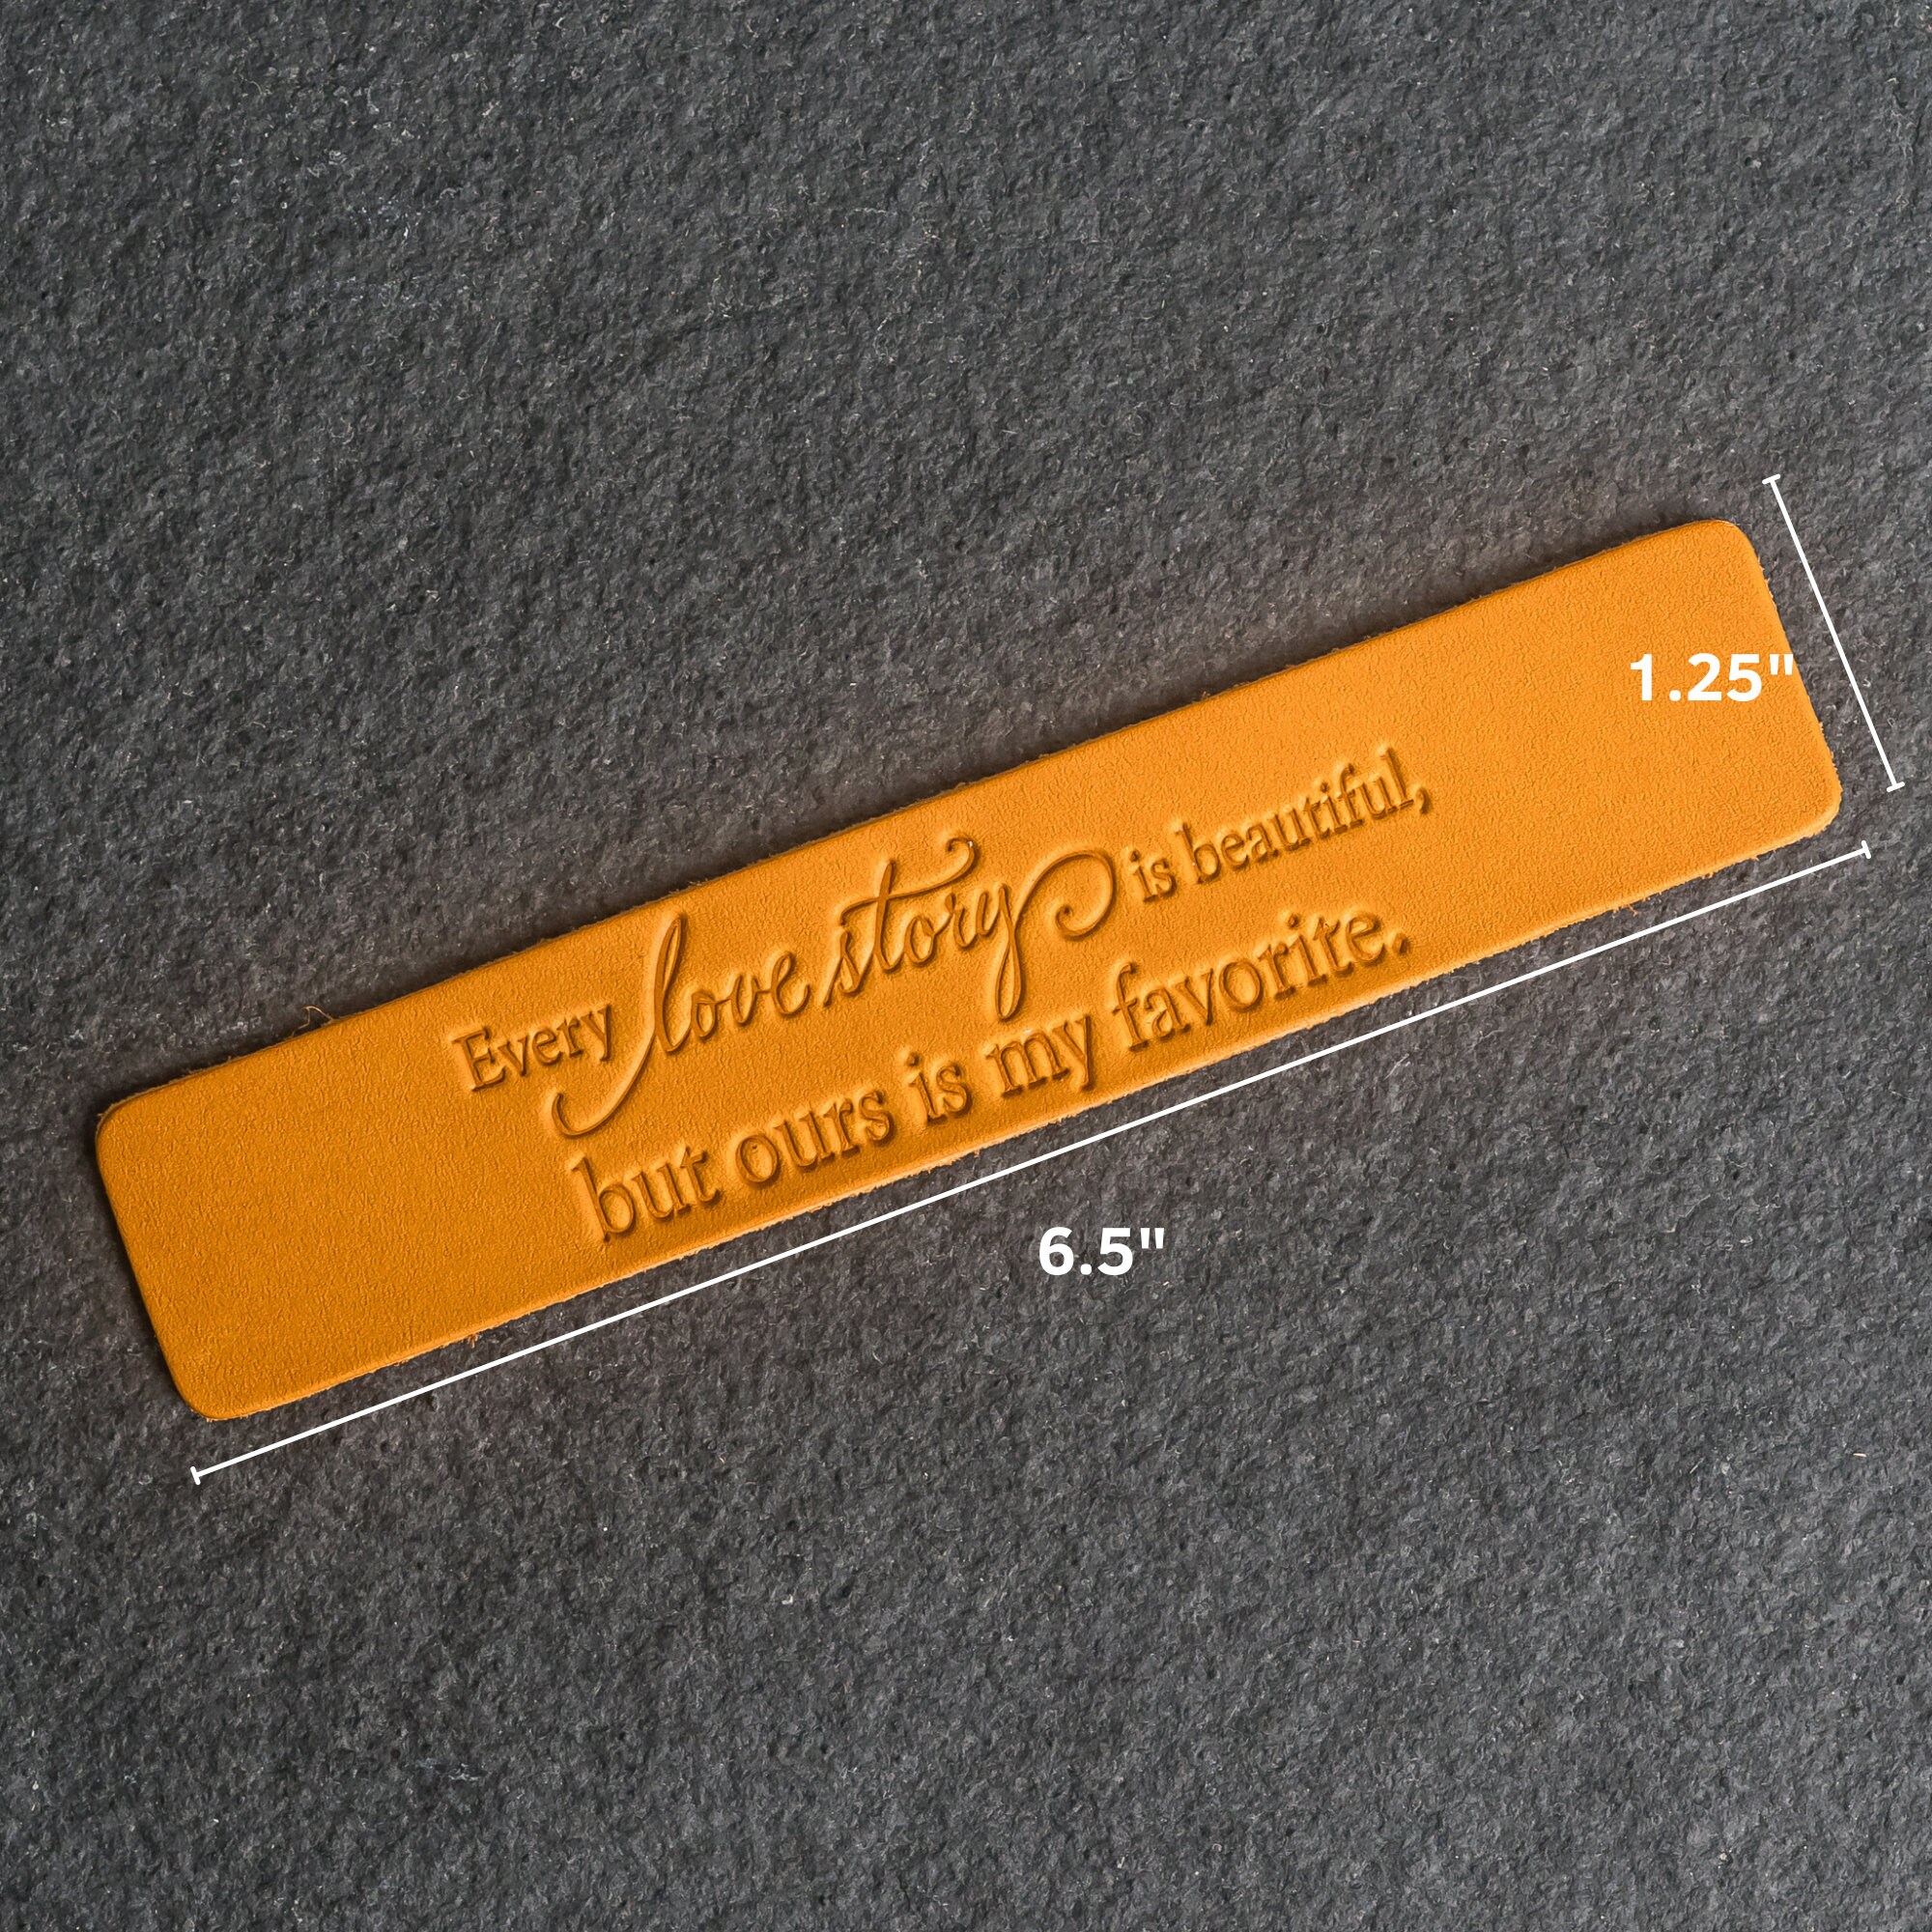 Every love story is beautiful,
but ours is my favorite.
1.25"
6.5"